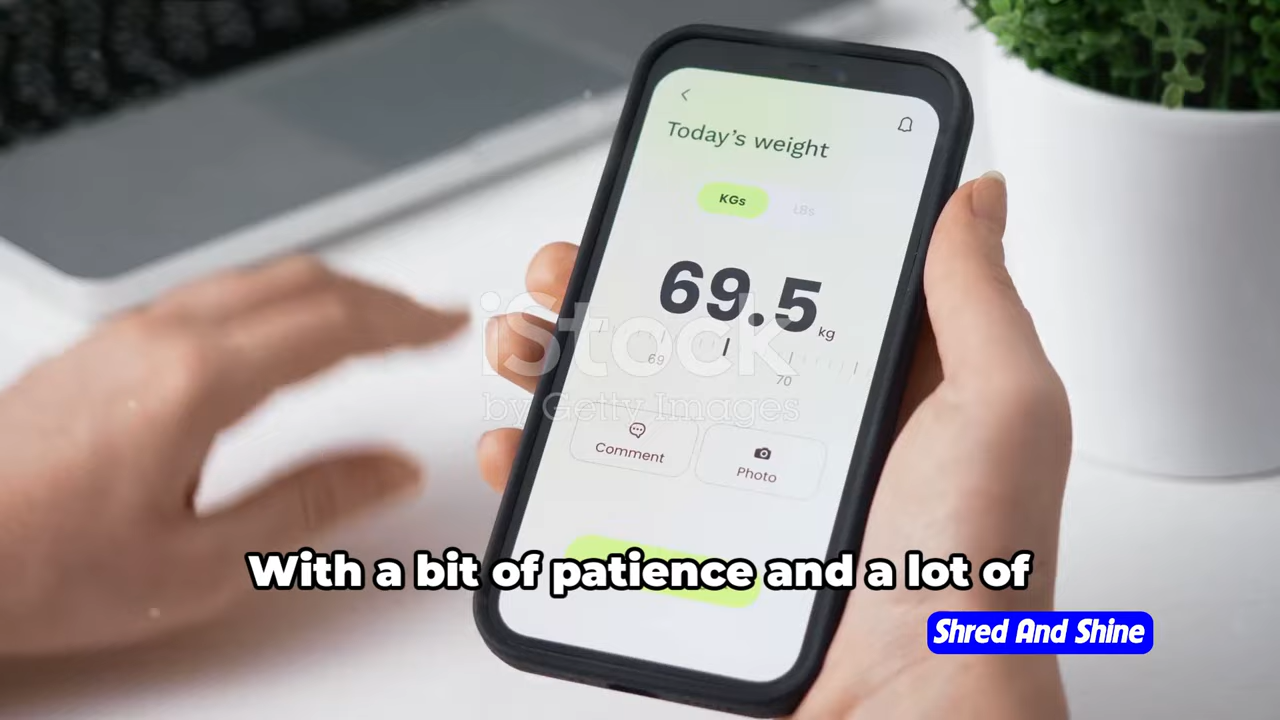 Today's weight
KGs
LBs
69.5
kg
69
70
iStock
by Getty Images
Comment
Photo
With a bit of patience and a lot of
Shred And Shine